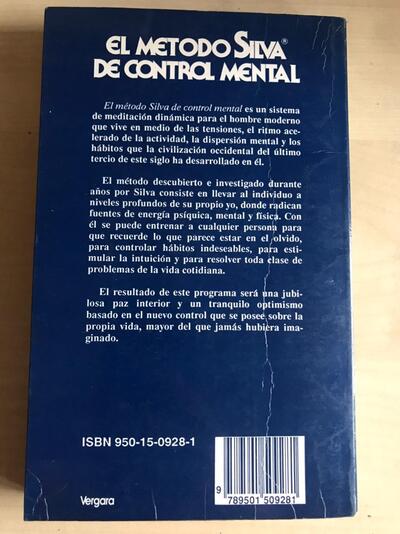 EL METODO SILVA®
DE CONTROL MENTAL
El método Silva de control mental es un sistema
de meditación dinámica para el hombre moderno
que vive en medio de las tensiones, el ritmo ace-
lerado de la actividad, la dispersión mental y los
hábitos que la civilización occidental del último
tercio de este siglo ha desarrollado en él.
El método descubierto e investigado durante
años por Silva consiste en llevar al individuo a
niveles profundos de su propio yo, donde radican
fuentes de energía psíquica, mental y física. Con
él se puede entrenar a cualquier persona para
que recuerde lo que parece estar en el olvido,
para controlar hábitos indeseables, para esti-
mular la intuición y para resolver toda clase de
problemas de la vida cotidiana.
El resultado de este programa será una jubi-
losa paz interior y un tranquilo optimismo
basado en el nuevo control que se posee sobre la
propia vida, mayor del que jamás hubiera ima-
ginado.
ISBN 950-15-0928-1
9 789501 509281
Vergara